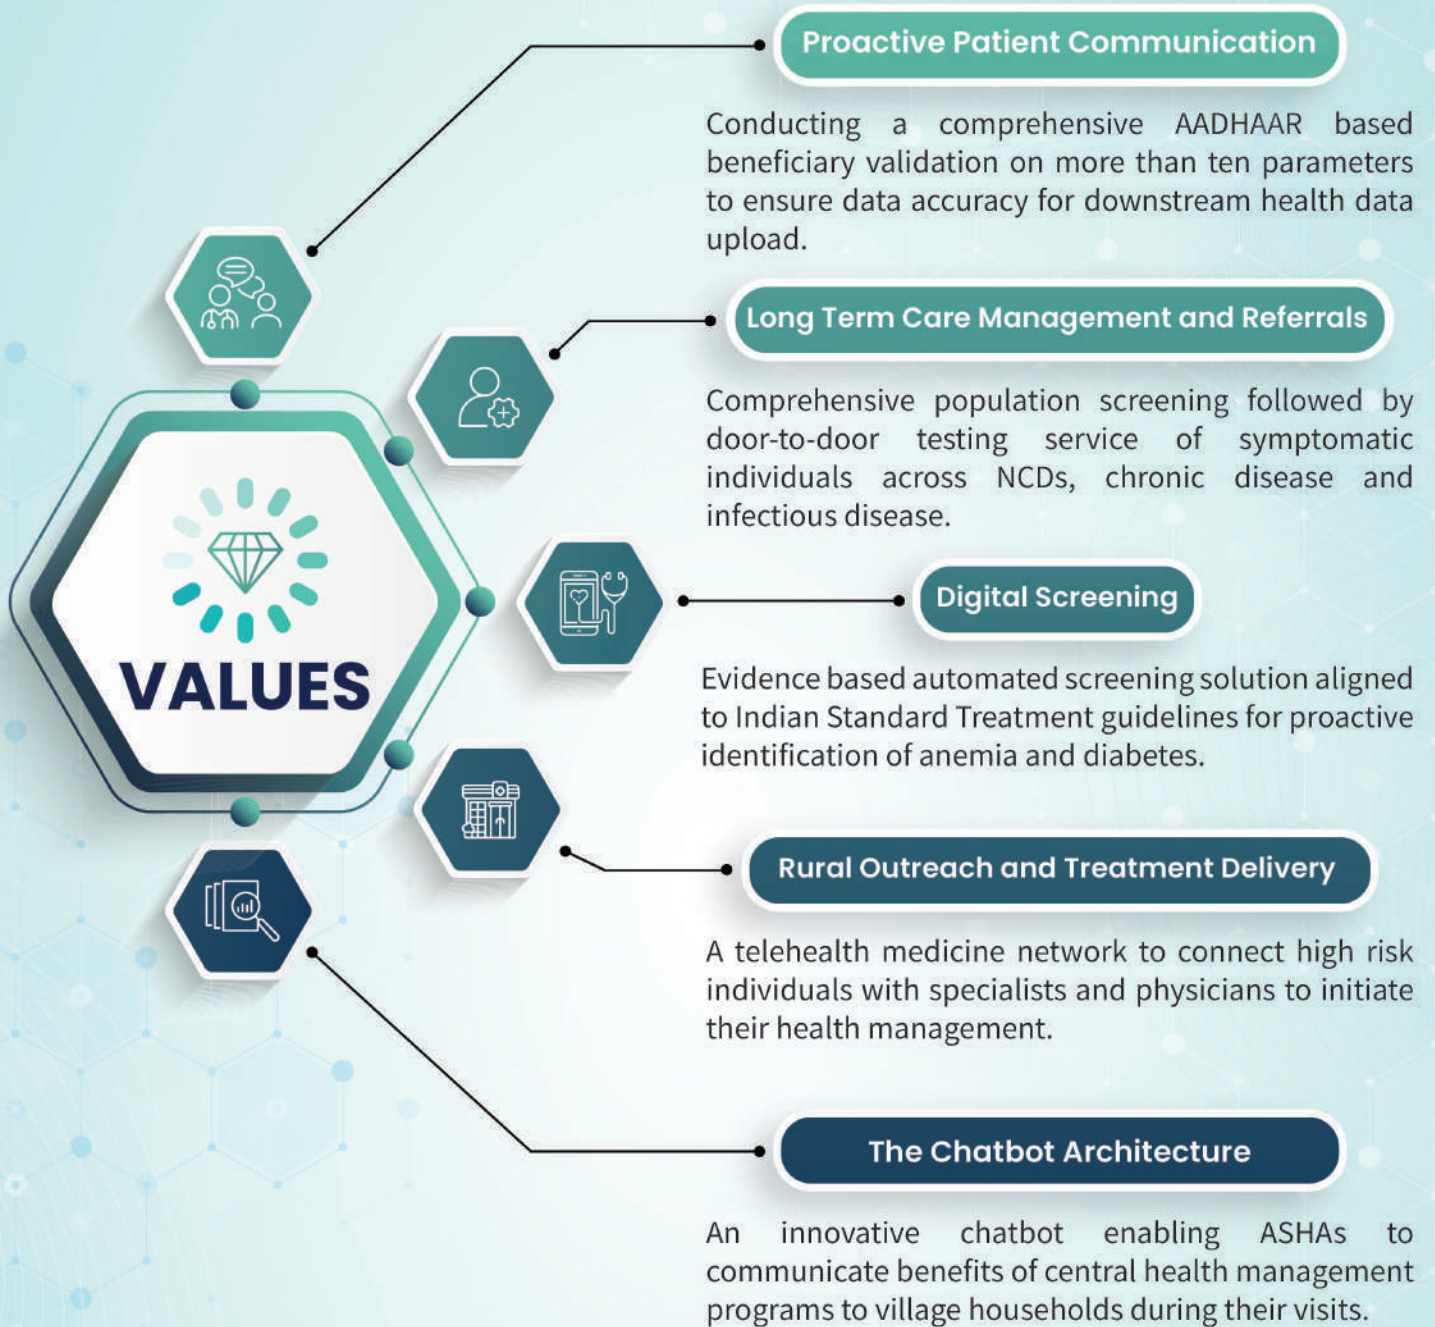 Proactive Patient Communication
Conducting a comprehensive AADHAAR based
beneficiary validation on more than ten parameters
to ensure data accuracy for downstream health data
upload.
Long Term Care Management and Referrals
Comprehensive population screening followed by
door-to-door testing service of symptomatic
individuals across NCDs, chronic disease and
infectious disease.
VALUES
Digital Screening
Evidence based automated screening solution aligned
to Indian Standard Treatment guidelines for proactive
identification of anemia and diabetes.
Rural Outreach and Treatment Delivery
A telehealth medicine network to connect high risk
individuals with specialists and physicians to initiate
their health management.
The Chatbot Architecture
An innovative chatbot enabling ASHAs to
communicate benefits of central health management
programs to village households during their visits.